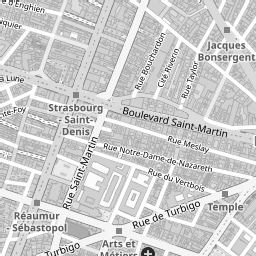 d'Enghien
Jacques
Bonsergent
Rue Bouchardon
Cité Riverin
Rue Taylor
Strasbourg
- Saint-
Denis
Boulevard Saint-Martin
Rue Meslay
Rue Notre-Dame-de-Nazareth
Rue du Vertbois
Rue Saint-Martin
Réaumur
- Sébastopol
Temple
Rue de Turbigo
Arts et
Métiers
Turbigo